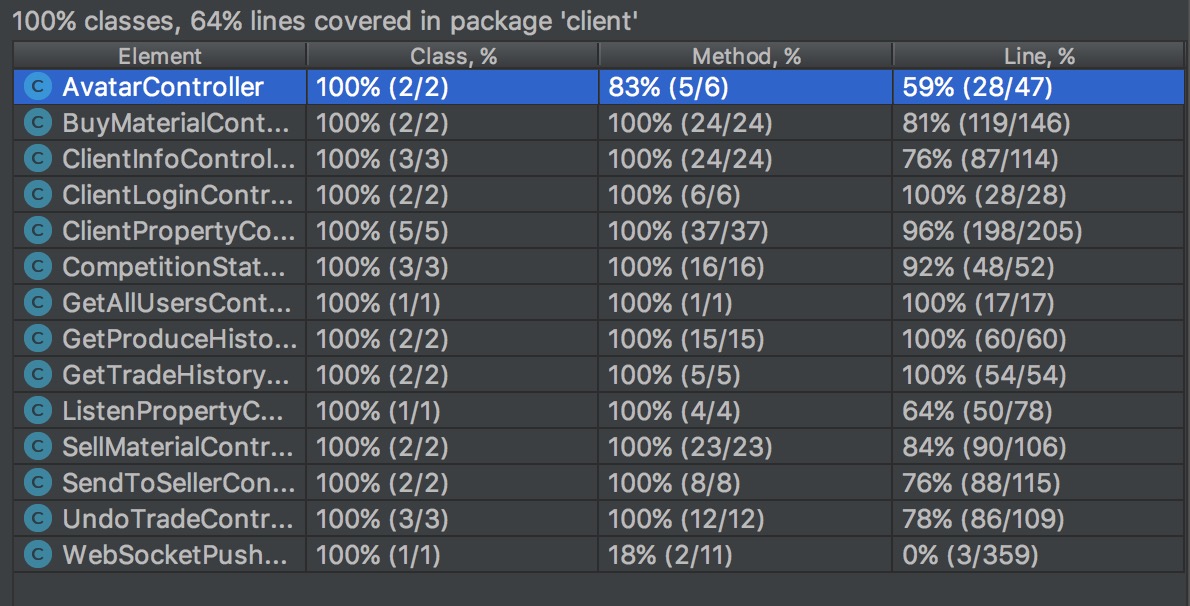 100% classes, 64% lines covered in package 'client'
Element Class, % Method, % Line, %
C AvatarController 100% (2/2) 83% (5/6) 59% (28/47)
C BuyMaterialCont... 100% (2/2) 100% (24/24) 81% (119/146)
C ClientInfoControl... 100% (3/3) 100% (24/24) 76% (87/114)
C ClientLoginContr... 100% (2/2) 100% (6/6) 100% (28/28)
C ClientPropertyCo... 100% (5/5) 100% (37/37) 96% (198/205)
C CompetitionStat... 100% (3/3) 100% (16/16) 92% (48/52)
C GetAllUsersCont... 100% (1/1) 100% (1/1) 100% (17/17)
C GetProduceHisto... 100% (2/2) 100% (15/15) 100% (60/60)
C GetTradeHistory... 100% (2/2) 100% (5/5) 100% (54/54)
C ListenPropertyC... 100% (1/1) 100% (4/4) 64% (50/78)
C SellMaterialContr... 100% (2/2) 100% (23/23) 84% (90/106)
C SendToSellerCon... 100% (2/2) 100% (8/8) 76% (88/115)
C UndoTradeContr... 100% (3/3) 100% (12/12) 78% (86/109)
C WebSocketPush... 100% (1/1) 18% (2/11) 0% (3/359)